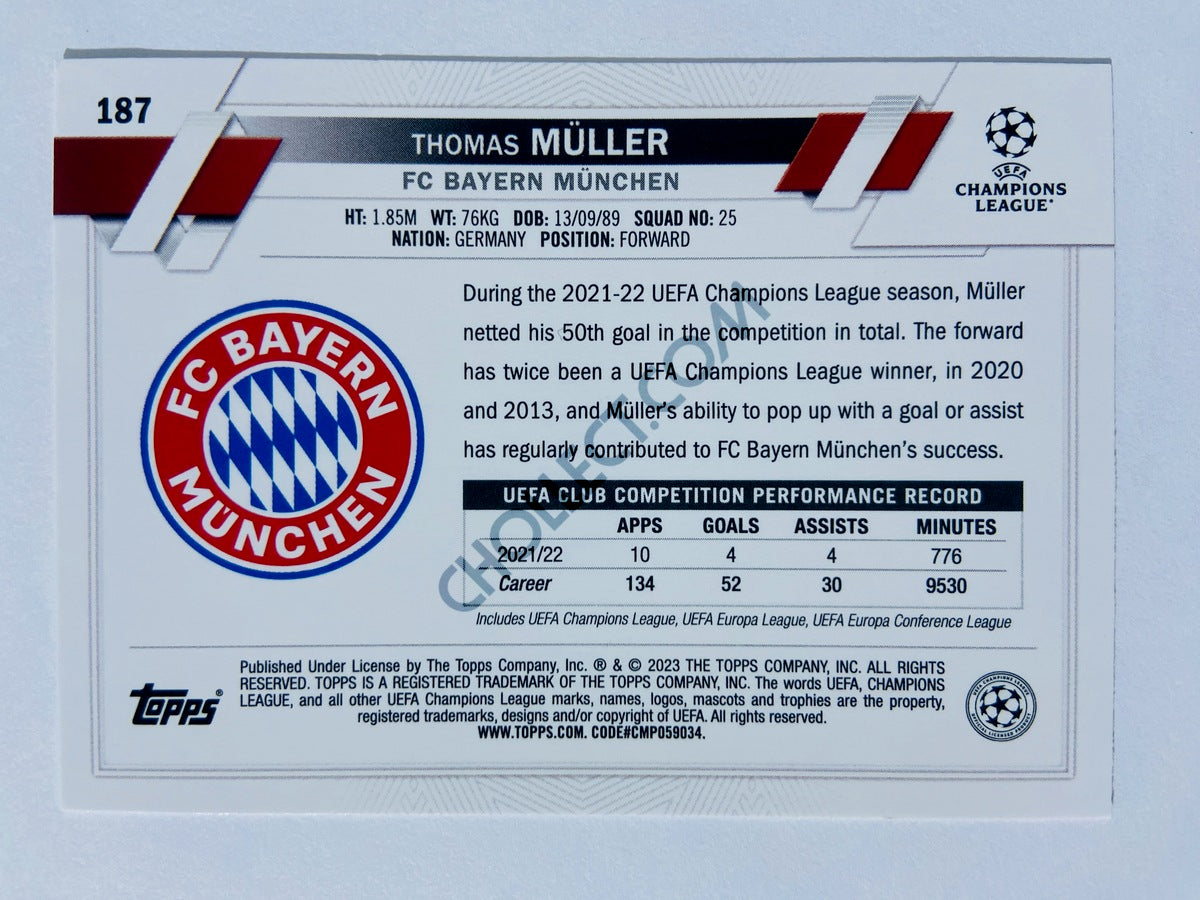 187
THOMAS MÜLLER
FC BAYERN MÜNCHEN
UEFA
CHAMPIONS
LEAGUE®
HT: 1.85M WT: 76KG DOB: 13/09/89 SQUAD NO: 25
NATION: GERMANY POSITION: FORWARD
FC BAYERN
MÜNCHEN
During the 2021-22 UEFA Champions League season, Müller
netted his 50th goal in the competition in total. The forward
has twice been a UEFA Champions League winner, in 2020
and 2013, and Müller's ability to pop up with a goal or assist
has regularly contributed to FC Bayern München's success.
CHOLLECT.COM
UEFA CLUB COMPETITION PERFORMANCE RECORD
APPS GOALS ASSISTS MINUTES
2021/22 10 4 4 776
Career 134 52 30 9530
Includes UEFA Champions League, UEFA Europa League, UEFA Europa Conference League
Topps®
Published Under License by The Topps Company, Inc. ® & © 2023 THE TOPPS COMPANY, INC. ALL RIGHTS
RESERVED. TOPPS IS A REGISTERED TRADEMARK OF THE TOPPS COMPANY, INC. The words UEFA, CHAMPIONS
LEAGUE, and all other UEFA Champions League marks, names, logos, mascots and trophies are the property,
registered trademarks, designs and/or copyright of UEFA. All rights reserved.
WWW.TOPPS.COM. CODE#CMP059034.
UEFA CHAMPIONS LEAGUE
OFFICIAL LICENSED PRODUCT